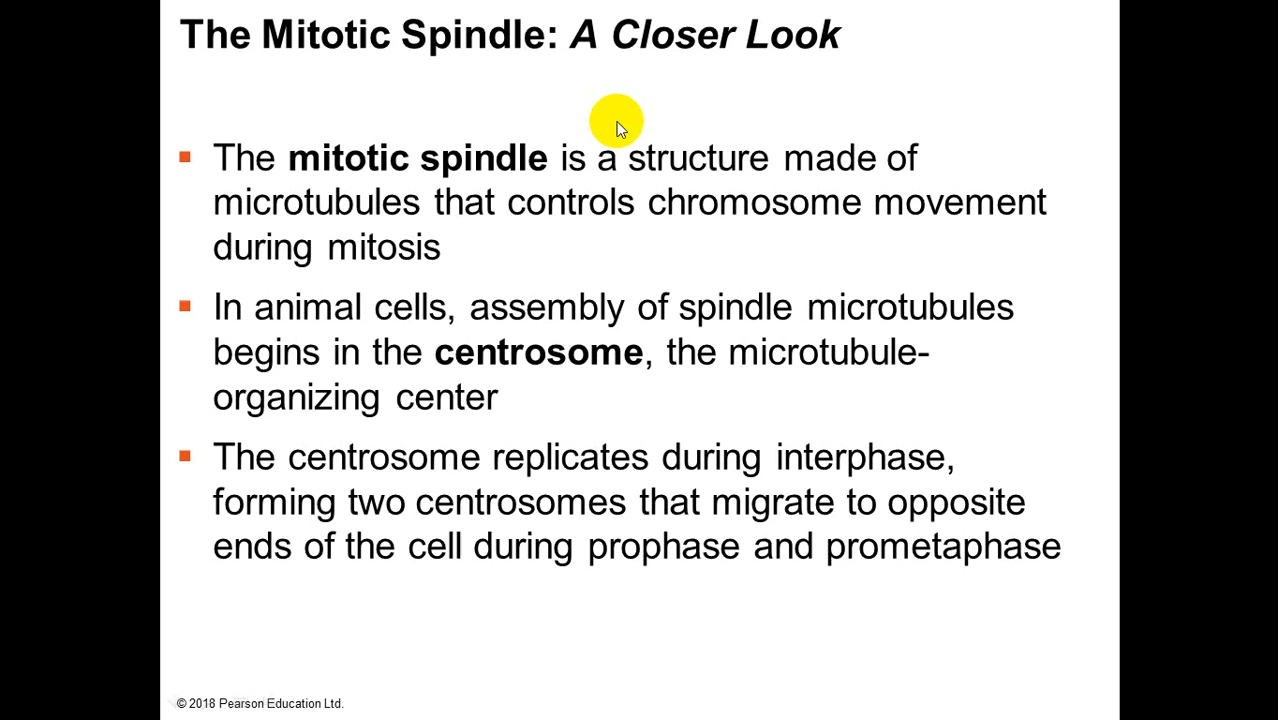 The Mitotic Spindle: A Closer Look
▪ The mitotic spindle is a structure made of
microtubules that controls chromosome movement
during mitosis
▪ In animal cells, assembly of spindle microtubules
begins in the centrosome, the microtubule-
organizing center
▪ The centrosome replicates during interphase,
forming two centrosomes that migrate to opposite
ends of the cell during prophase and prometaphase
© 2018 Pearson Education Ltd.